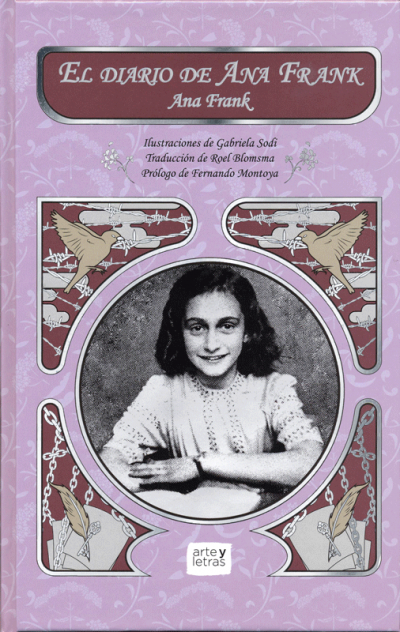 EL DIARIO DE ANA FRANK
Ana Frank
Ilustraciones de Gabriela Sodi
Traducción de Roel Blomsma
Prólogo de Fernando Montoya
arte y
letras